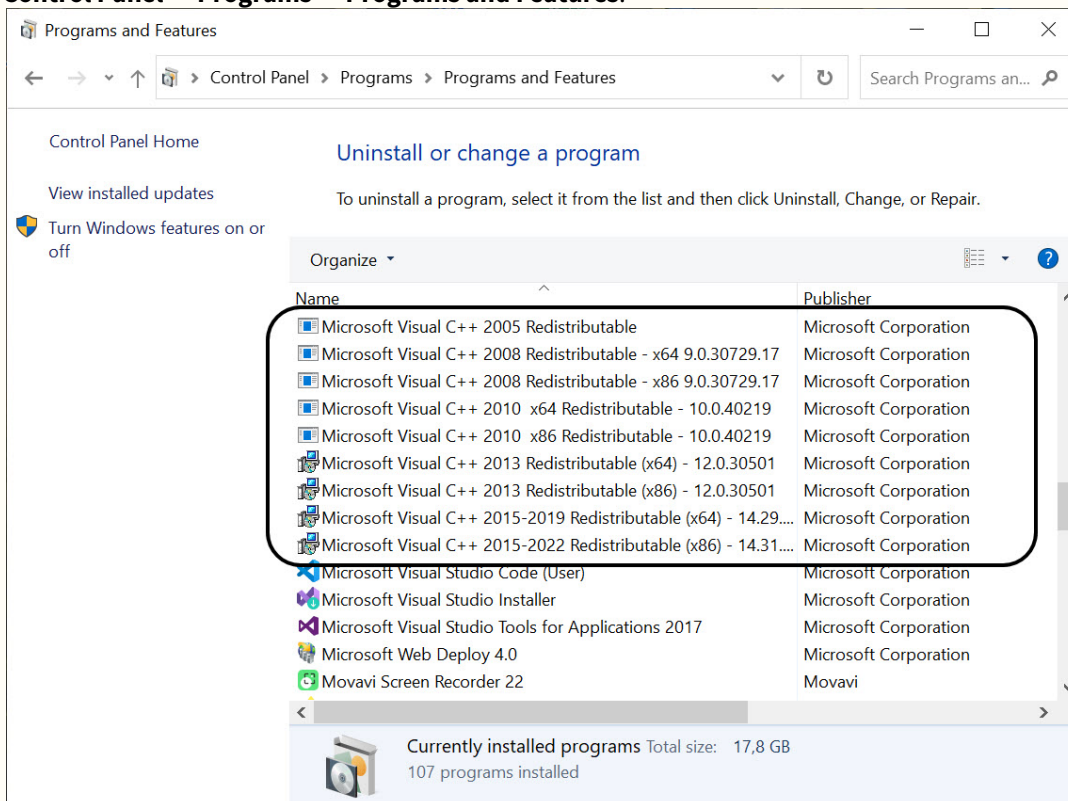 Control Panel > Programs > Programs and Features.
Programs and Features
Control Panel > Programs > Programs and Features
Search Programs an...
Control Panel Home
View installed updates
Turn Windows features on or
off
Uninstall or change a program
To uninstall a program, select it from the list and then click Uninstall, Change, or Repair.
Organize
Name Publisher
Microsoft Visual C++ 2005 Redistributable Microsoft Corporation
Microsoft Visual C++ 2008 Redistributable - x64 9.0.30729.17 Microsoft Corporation
Microsoft Visual C++ 2008 Redistributable - x86 9.0.30729.17 Microsoft Corporation
Microsoft Visual C++ 2010  x64 Redistributable - 10.0.40219 Microsoft Corporation
Microsoft Visual C++ 2010  x86 Redistributable - 10.0.40219 Microsoft Corporation
Microsoft Visual C++ 2013 Redistributable (x64) - 12.0.30501 Microsoft Corporation
Microsoft Visual C++ 2013 Redistributable (x86) - 12.0.30501 Microsoft Corporation
Microsoft Visual C++ 2015-2019 Redistributable (x64) - 14.29.... Microsoft Corporation
Microsoft Visual C++ 2015-2022 Redistributable (x86) - 14.31.... Microsoft Corporation
Microsoft Visual Studio Code (User) Microsoft Corporation
Microsoft Visual Studio Installer Microsoft Corporation
Microsoft Visual Studio Tools for Applications 2017 Microsoft Corporation
Microsoft Web Deploy 4.0 Microsoft Corporation
Movavi Screen Recorder 22 Movavi
Currently installed programs Total size: 17,8 GB
107 programs installed